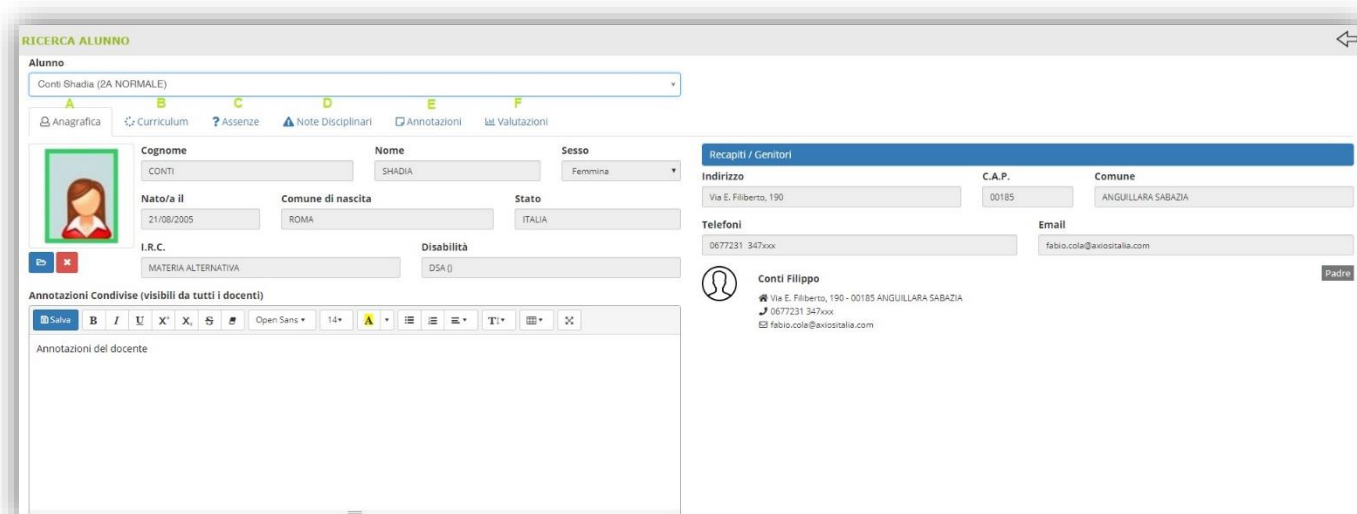 RICERCA ALUNNO
Alunno
Conti Shadia (2A NORMALE)
A B C D E F
Anagrafica Curriculum Assenze Note Disciplinari Annotazioni Valutazioni
Cognome Nome Sesso
CONTI SHADIA Femmina
Nato/a il Comune di nascita Stato
21/08/2005 ROMA ITALIA
I.R.C. Disabilità
MATERIA ALTERNATIVA DSA ()
Annotazioni Condivise (visibili da tutti i docenti)
Salva B I U X² X₂ S Open Sans 14 A T
Annotazioni del docente
Recapiti / Genitori
Indirizzo C.A.P. Comune
Via E. Filiberto, 190 00185 ANGUILLARA SABAZIA
Telefoni Email
0677231 347xxx fabio.cola@axiositalia.com
Conti Filippo Padre
Via E. Filiberto, 190 - 00185 ANGUILLARA SABAZIA
0677231 347xxx
fabio.cola@axiositalia.com